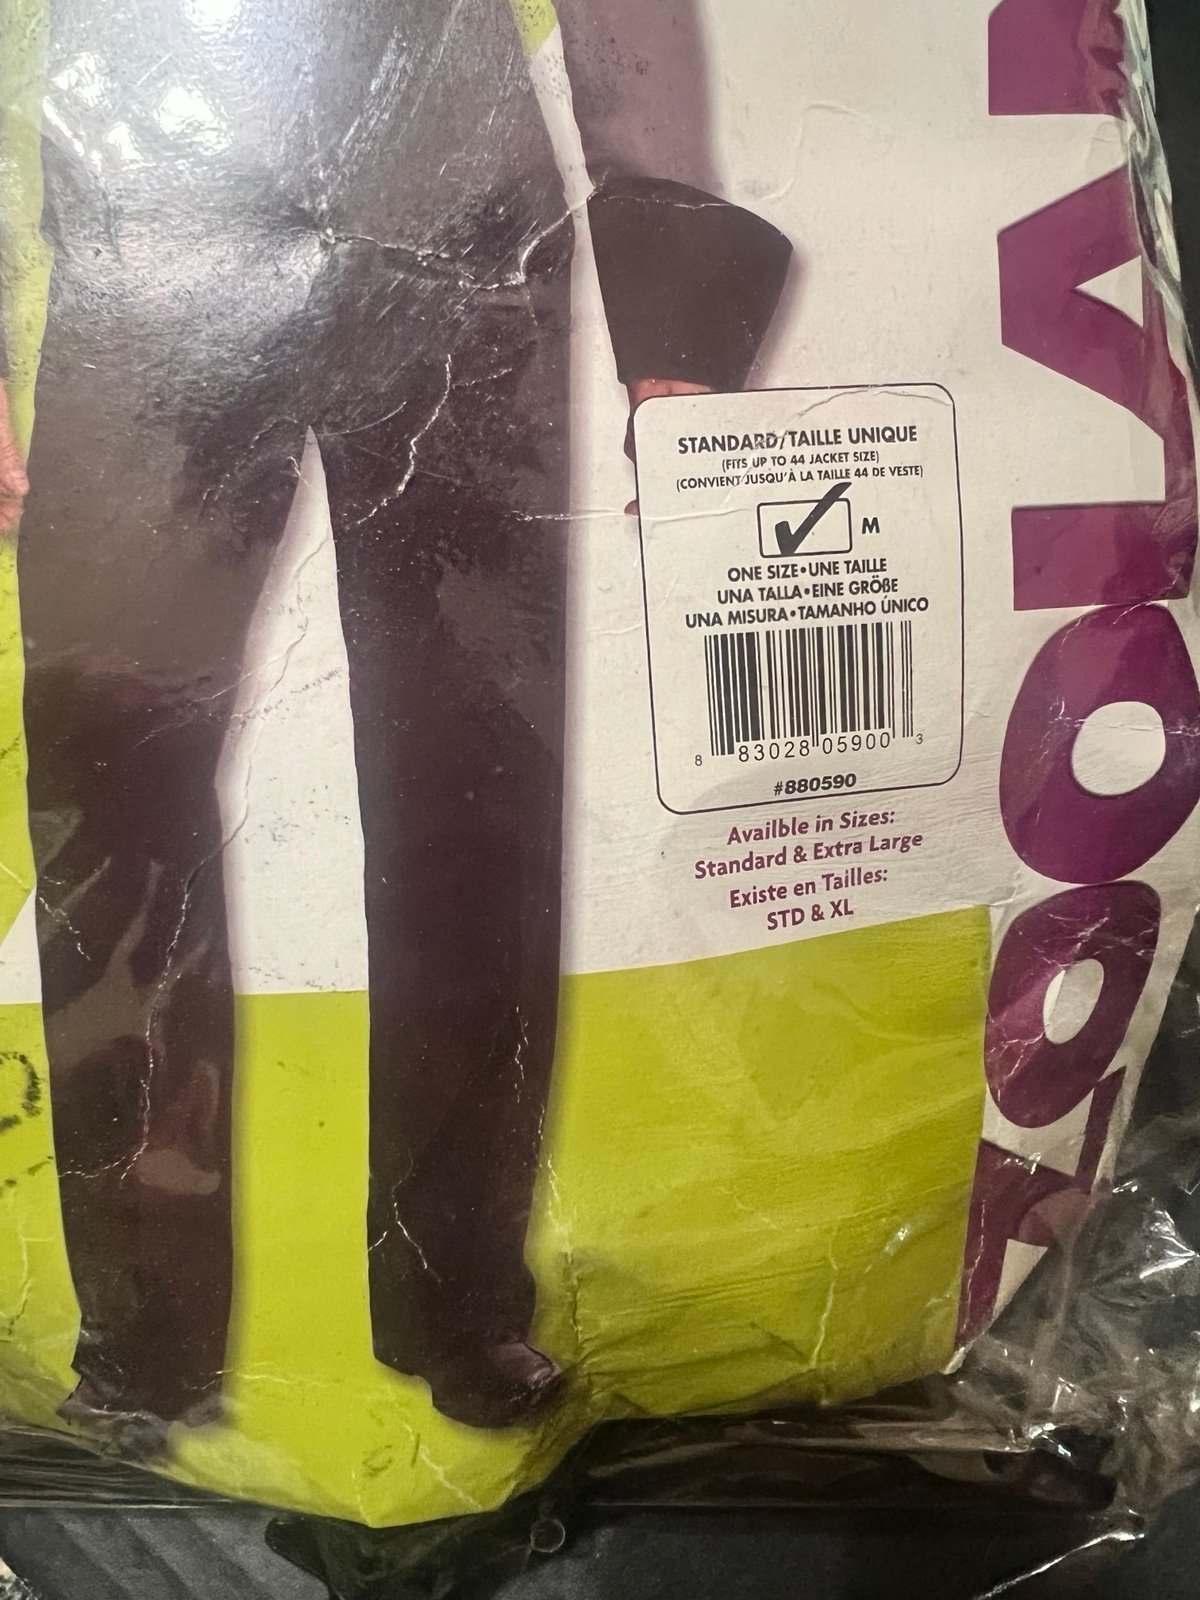 STANDARD/TAILLE UNIQUE
(FITS UP TO 44 JACKET SIZE)
(CONVIENT JUSQU'À LA TAILLE 44 DE VESTE)
M
ONE SIZE•UNE TAILLE
UNA TALLA•EINE GRÖßE
UNA MISURA•TAMANHO ÚNICO
8 83028 05900 3
#880590
Availble in Sizes:
Standard & Extra Large
Existe en Tailles:
STD & XL